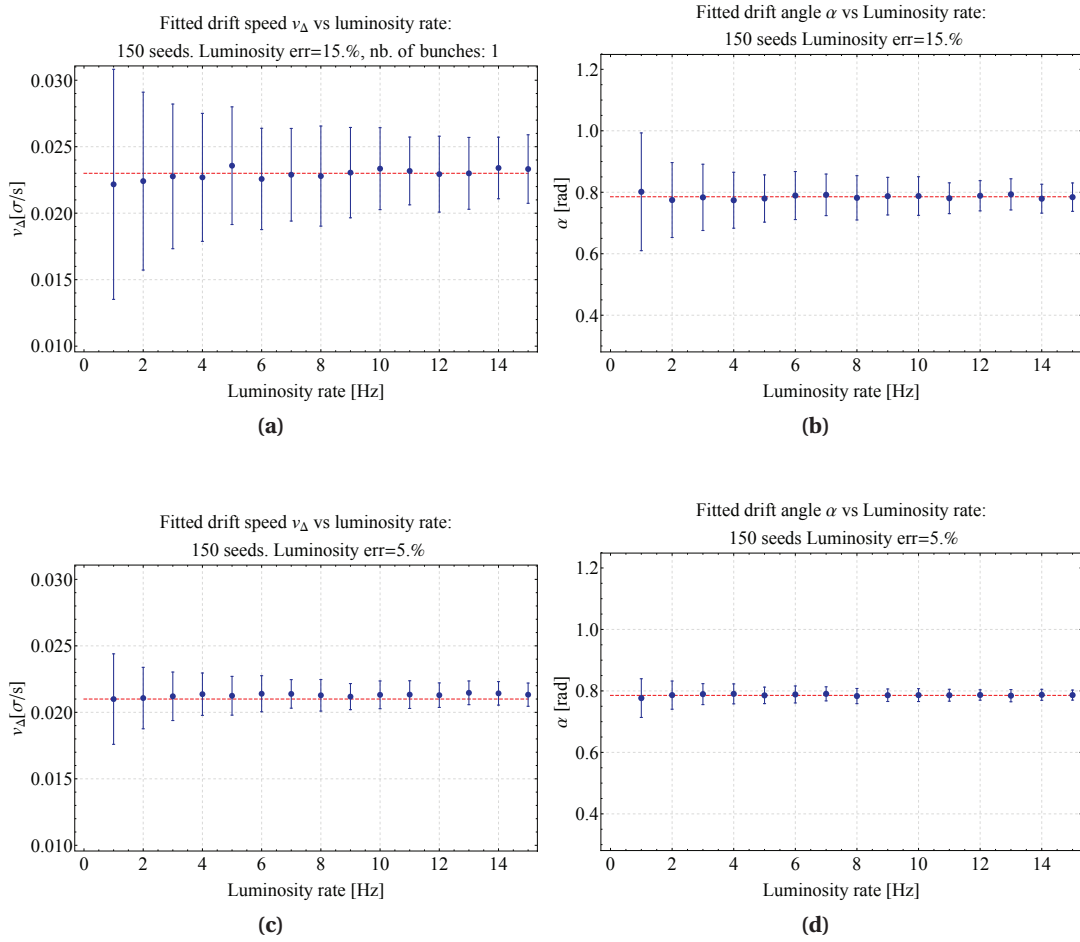 Fitted drift speed v_Δ vs luminosity rate:
150 seeds. Luminosity err=15.%, nb. of bunches: 1
0.030
0.025
0.020
0.015
0.010
v_Δ[σ/s]
0 2 4 6 8 10 12 14
Luminosity rate [Hz]
(a)
Fitted drift angle α vs Luminosity rate:
150 seeds Luminosity err=15.%
1.2
1.0
0.8
0.6
0.4
α [rad]
0 2 4 6 8 10 12 14
Luminosity rate [Hz]
(b)
Fitted drift speed v_Δ vs luminosity rate:
150 seeds. Luminosity err=5.%
0.030
0.025
0.020
0.015
0.010
v_Δ[σ/s]
0 2 4 6 8 10 12 14
Luminosity rate [Hz]
(c)
Fitted drift angle α vs Luminosity rate:
150 seeds Luminosity err=5.%
1.2
1.0
0.8
0.6
0.4
α [rad]
0 2 4 6 8 10 12 14
Luminosity rate [Hz]
(d)